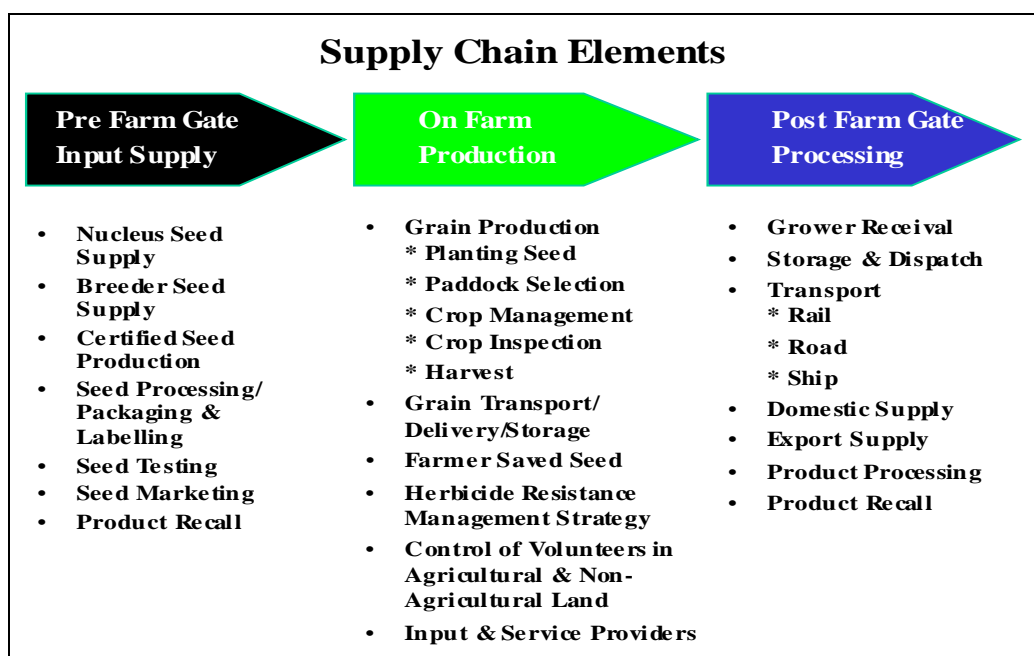 Supply Chain Elements
Pre Farm Gate
Input Supply
• Nucleus Seed
Supply
• Breeder Seed
Supply
• Certified Seed
Production
• Seed Processing/
Packaging &
Labelling
• Seed Testing
• Seed Marketing
• Product Recall
On Farm
Production
• Grain Production
* Planting Seed
* Paddock Selection
* Crop Management
* Crop Inspection
* Harvest
• Grain Transport/
Delivery/Storage
• Farmer Saved Seed
• Herbicide Resistance
Management Strategy
• Control of Volunteers in
Agricultural & Non-
Agricultural Land
• Input & Service Providers
Post Farm Gate
Processing
• Grower Receival
• Storage & Dispatch
• Transport
* Rail
* Road
* Ship
• Domestic Supply
• Export Supply
• Product Processing
• Product Recall